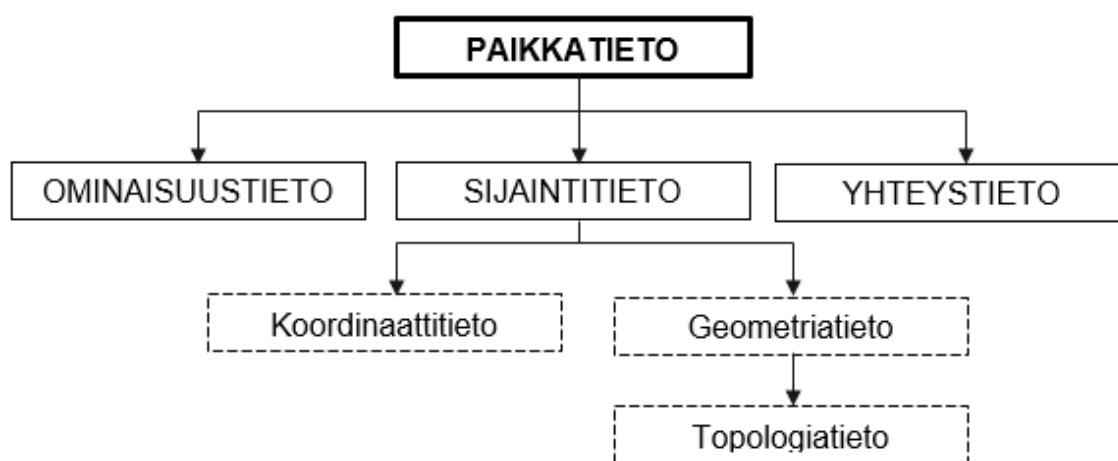 PAIKKATIETO
OMINAISUUSTIETO
SIJAINTITIETO
YHTEYSTIETO
Koordinaattitieto
Geometriatieto
Topologiatieto